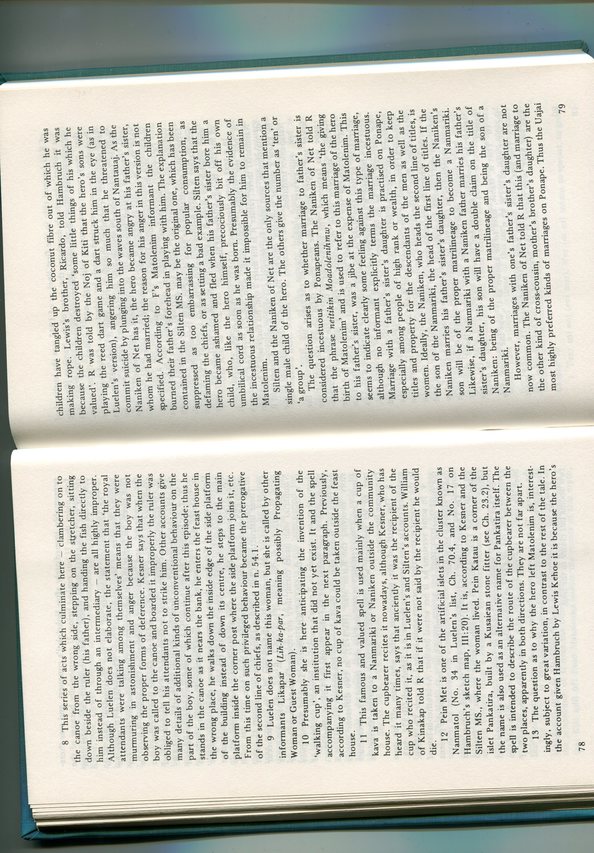 8 This series of acts which culminate here – clambering on to
the canoe from the wrong side, stepping on the stretcher, sitting
down beside the ruler (his father), and handing the fish directly to
him instead of through an intermediary – are all highly improper.
Although Luelen does not elaborate, the statement that 'the royal
attendants were talking among themselves' means that they were
murmuring in astonishment and anger because the boy was not
observing the proper forms of deference. Kesner says that when the
boy was called to the canoe and boarded it improperly the ruler was
obliged to tell his attendants not to strike him. Other accounts give
many details of additional kinds of unconventional behaviour on the
part of the boy, some of which continue after this episode; thus he
stands in the canoe as it nears the bank, he enters the feast house in
the wrong place, he walks down the inside edge of the side platform
of the building instead of down its centre, he steps to the main
platform inside the corner post where the side platform joins it, etc.
From this time on such privileged behaviour became the prerogative
of the second line of chiefs, as described in n. 54.1.
9 Luelen does not name this woman, but she is called by other
informants Likapar (Lih-ka-par, meaning possibly Propagating
Woman or Guest Woman).
10 Presumably she is here anticipating the invention of the
'walking cup', an institution that did not yet exist. It and the spell
accompanying it first appear in the next paragraph. Previously,
according to Kesner, no cup of kava could be taken outside the feast
house.
11 This famous and valued spell is used mainly when a cup of
kava is taken to a Nanmariki or Naniken outside the community
house. The cupbearer recites it nowadays, although Kesner, who has
heard it many times, says that anciently it was the recipient of the
cup who recited it, as it is in Luelen's and Silten's accounts. William
of Kinakap told R that if it were not said by the recipient he would
die.
12 Pein Met is one of the artificial islets in the cluster known as
Nanmatol (No. 34 in Luelen's list, Ch. 70.4, and No. 17 on
Hambruch's sketch map, III:20). It is, according to Kesner and the
Silten MS., where the woman lived. Pein Katau is a corner of the
islet Pankatira, built by a Kusaiean stone fitter (see Ch. 23.2), but
the name is also used as an alternative name for Pankatira itself. The
spell is intended to describe the route of the cupbearer between the
two places, apparently in both directions. They are not far apart.
13 The question as to why the hero left Matolenim is, interest-
ingly, subject to great variation, in contrast to the rest of the tale. In
the account given Hambruch by Lewis Kehoe it is because the hero's
78
children have tangled up the coconut fibre out of which he was
making rope. Lewis's brother, Ricardo, told Hambruch it was
because the children destroyed 'some little things of his which he
valued'. R was told by the Noj of Kiti that the hero's sons were
playing the reed dart game and a dart struck him in the eye (as in
Luelen's version), angering him so much that he threatened to
commit suicide by plunging into the waves south of Nantauaj. As the
Naniken of Net has it, the hero became angry at his father's sister,
whom he had married; the reason for his anger in this version is not
specified. According to F's Matolenim informant the children
burned their father's forehead in playing with him. The explanation
contained in the Silten MS. may be the original one, which has been
suppressed as too embarrassing for popular consumption, as
defaming the chiefs, or as setting a bad example. Silten says that the
hero became ashamed and fled when his father's sister bore him a
child, who, like the hero himself, precociously bit off his own
umbilical cord as soon as he was born. Presumably the evidence of
the incestuous relationship made it impossible for him to remain in
Matolenim.
Silten and the Naniken of Net are the only sources that mention a
single male child of the hero. The others give the number as 'ten' or
'a group'.
The question arises as to whether marriage to father's sister is
considered incestuous by Ponapeans. The Naniken of Net told R
that the phrase neitikin Moadolenihmw, which means 'the giving
birth of Matolenim' and is used to refer to this marriage of the hero
to his father's sister, was a jibe at the expense of Matolenim. This
seems to indicate clearly some feeling against this type of marriage,
although no informant explicitly terms the marriage incestuous.
Marriage with a father's sister's daughter is practised on Ponape,
especially among people of high rank or wealth, in order to keep
titles and property for the descendants of the men as well as the
women. Ideally, the Naniken, who heads the second line of titles, is
the son of the Nanmariki, the head of the first line of titles. If the
Naniken marries his father's sister's daughter, then the Naniken's
son will be of the proper matrilineage to become a Nanmariki.
Likewise, if a Nanmariki with a Naniken father marries his father's
sister's daughter, his son will have a double claim on the title of
Naniken: being of the proper matrilineage and being the son of a
Nanmariki.
However, marriages with one's father's sister's daughter are not
now common. The Naniken of Net told R that this (and marriage to
the other kind of cross-cousin, mother's brother's daughter) are the
most highly preferred kinds of marriages on Ponape. Thus the Uajai
79